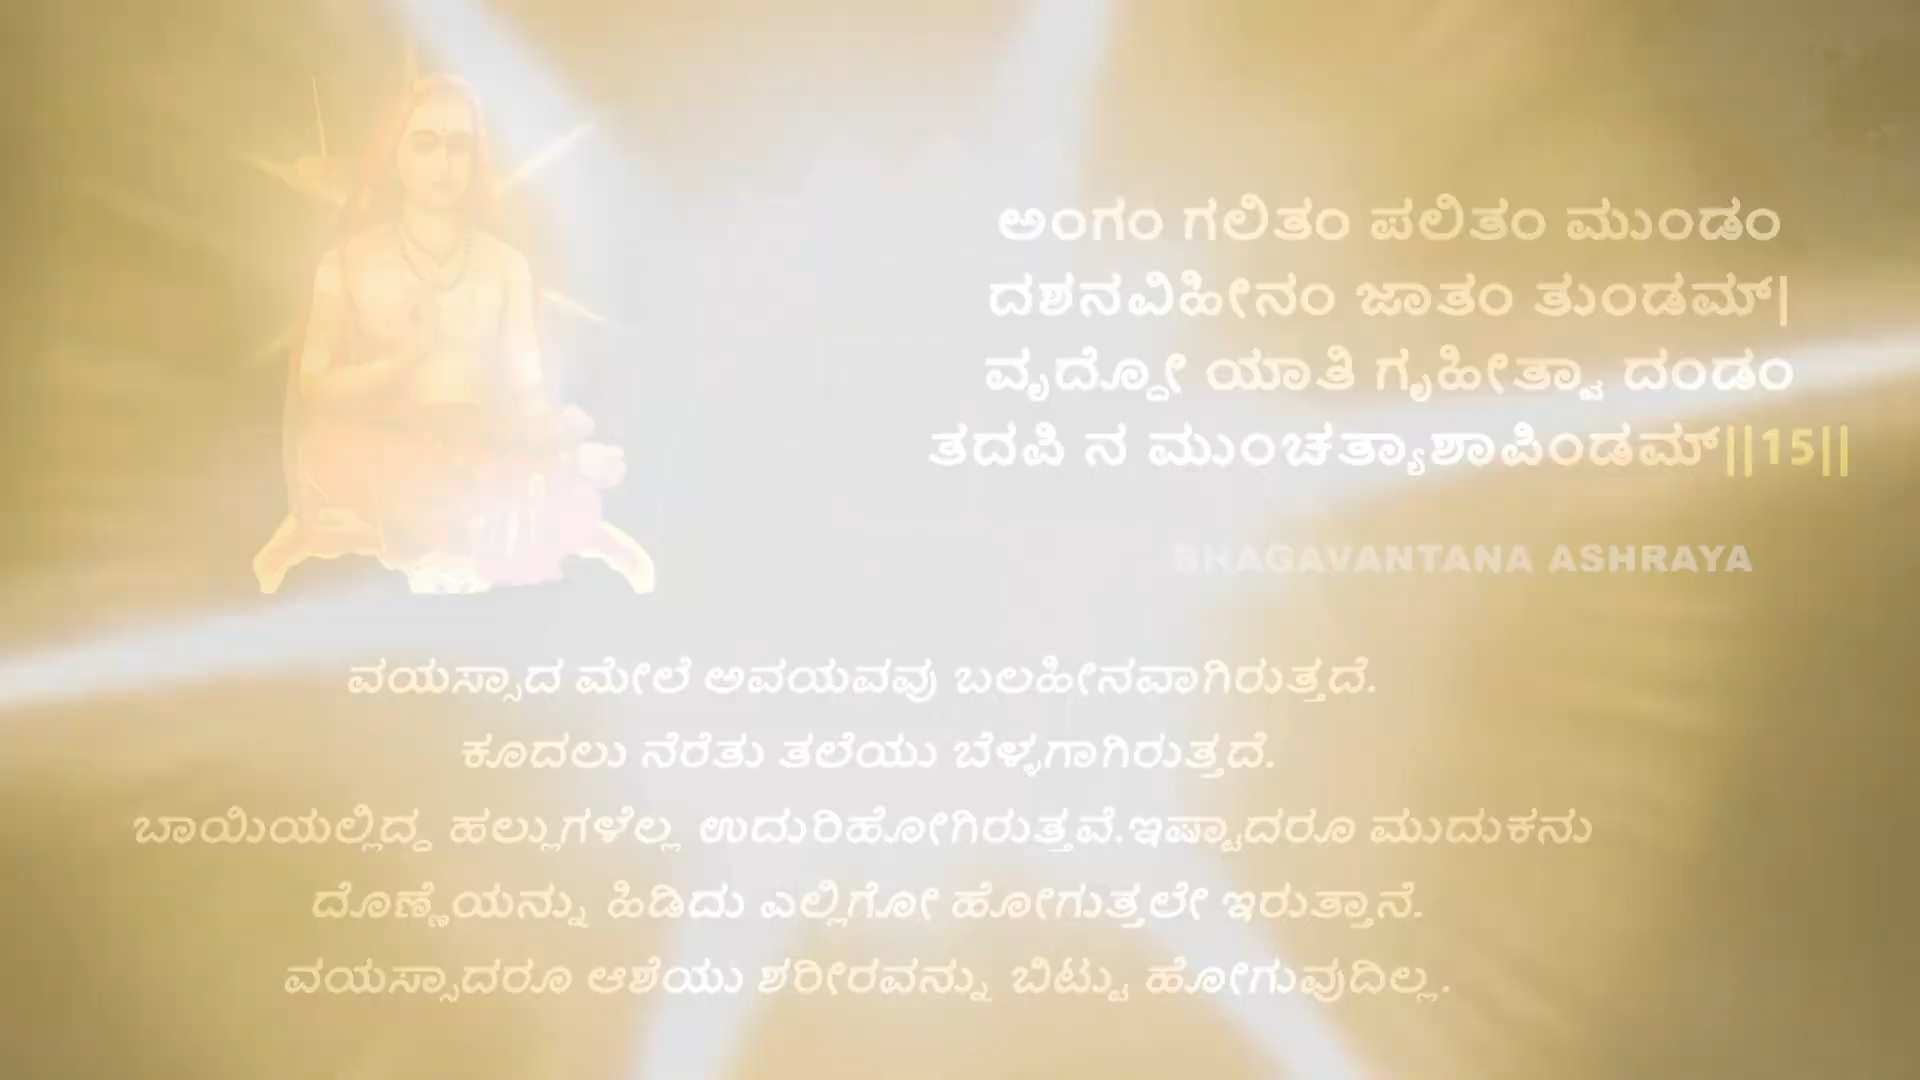 ಅಂಗಂ ಗಲಿತಂ ಪಲಿತಂ ಮುಂಡಂ
ದಶನವಿಹೀನಂ ಜಾತಂ ತುಂಡಮ್|
ವೃದ್ದೋ ಯಾತಿ ಗೃಹೀತ್ವಾ ದಂಡಂ
ತದಪಿ ನ ಮುಂಚತ್ಯಾಶಾಪಿಂಡಮ್||15||
BHAGAVANTANA ASHRAYA
ವಯಸ್ಸಾದ ಮೇಲೆ ಅವಯವವು ಬಲಹೀನವಾಗಿರುತ್ತದೆ.
ಕೂದಲು ನೆರೆತು ತಲೆಯು ಬೆಳ್ಳಗಾಗಿರುತ್ತದೆ.
ಬಾಯಿಯಲ್ಲಿದ್ದ ಹಲ್ಲುಗಳೆಲ್ಲ ಉದುರಿಹೋಗಿರುತ್ತವೆ.ಇಷ್ಟಾದರೂ ಮುದುಕನು
ದೊಣ್ಣೆಯನ್ನು ಹಿಡಿದು ಎಲ್ಲಿಗೋ ಹೋಗುತ್ತಲೇ ಇರುತ್ತಾನೆ.
ವಯಸ್ಸಾದರೂ ಆಶೆಯು ಶರೀರವನ್ನು ಬಿಟ್ಟು ಹೋಗುವುದಿಲ್ಲ.